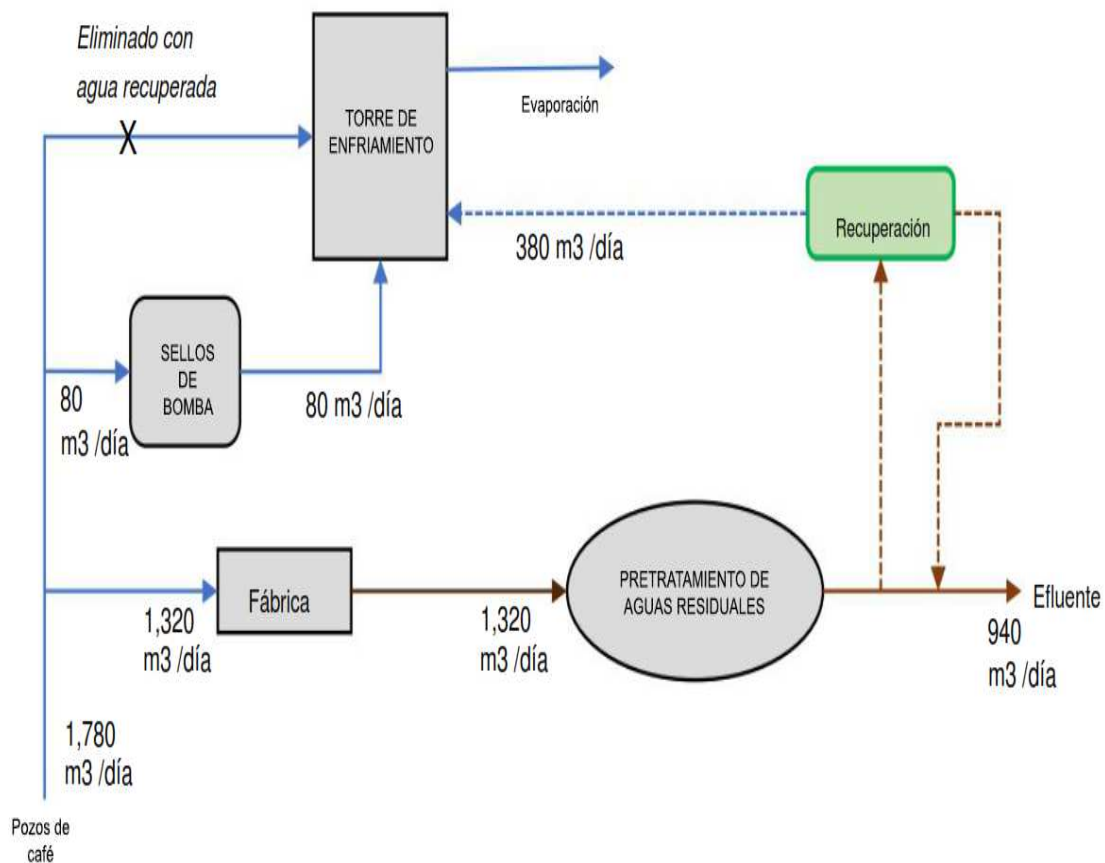 Eliminado con
agua recuperada
TORRE DE
ENFRIAMIENTO
Evaporación
380 m3 /día
Recuperación
80
m3 /día
SELLOS
DE
BOMBA
80 m3 /día
1,320
m3 /día
Fábrica
1,320
m3 /día
PRETRATAMIENTO DE
AGUAS RESIDUALES
Efluente
940
m3 /día
1,780
m3 /día
Pozos de
café